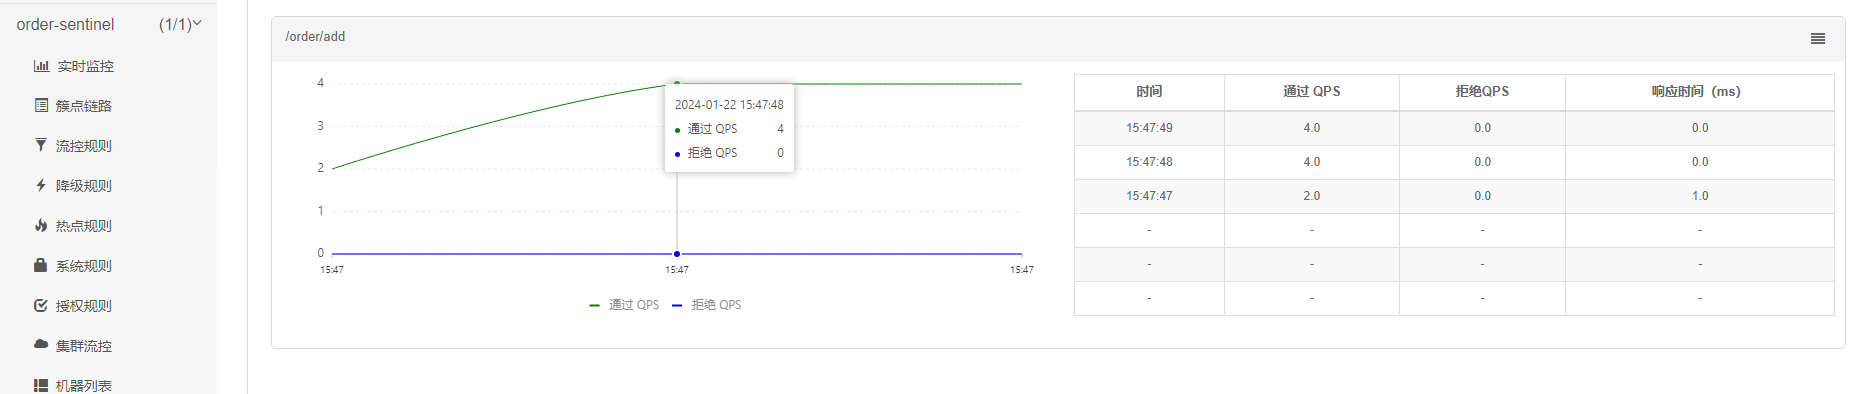 order-sentinel (1/1)
实时监控
簇点链路
流控规则
降级规则
热点规则
系统规则
授权规则
集群流控
机器列表
/order/add
4
3
2
1
0
15:47 15:47 15:47
2024-01-22 15:47:48
通过 QPS 4
拒绝 QPS 0
通过 QPS 拒绝 QPS
时间 通过 QPS 拒绝QPS 响应时间（ms）
15:47:49 4.0 0.0 0.0
15:47:48 4.0 0.0 0.0
15:47:47 2.0 0.0 1.0
- - - -
- - - -
- - - -